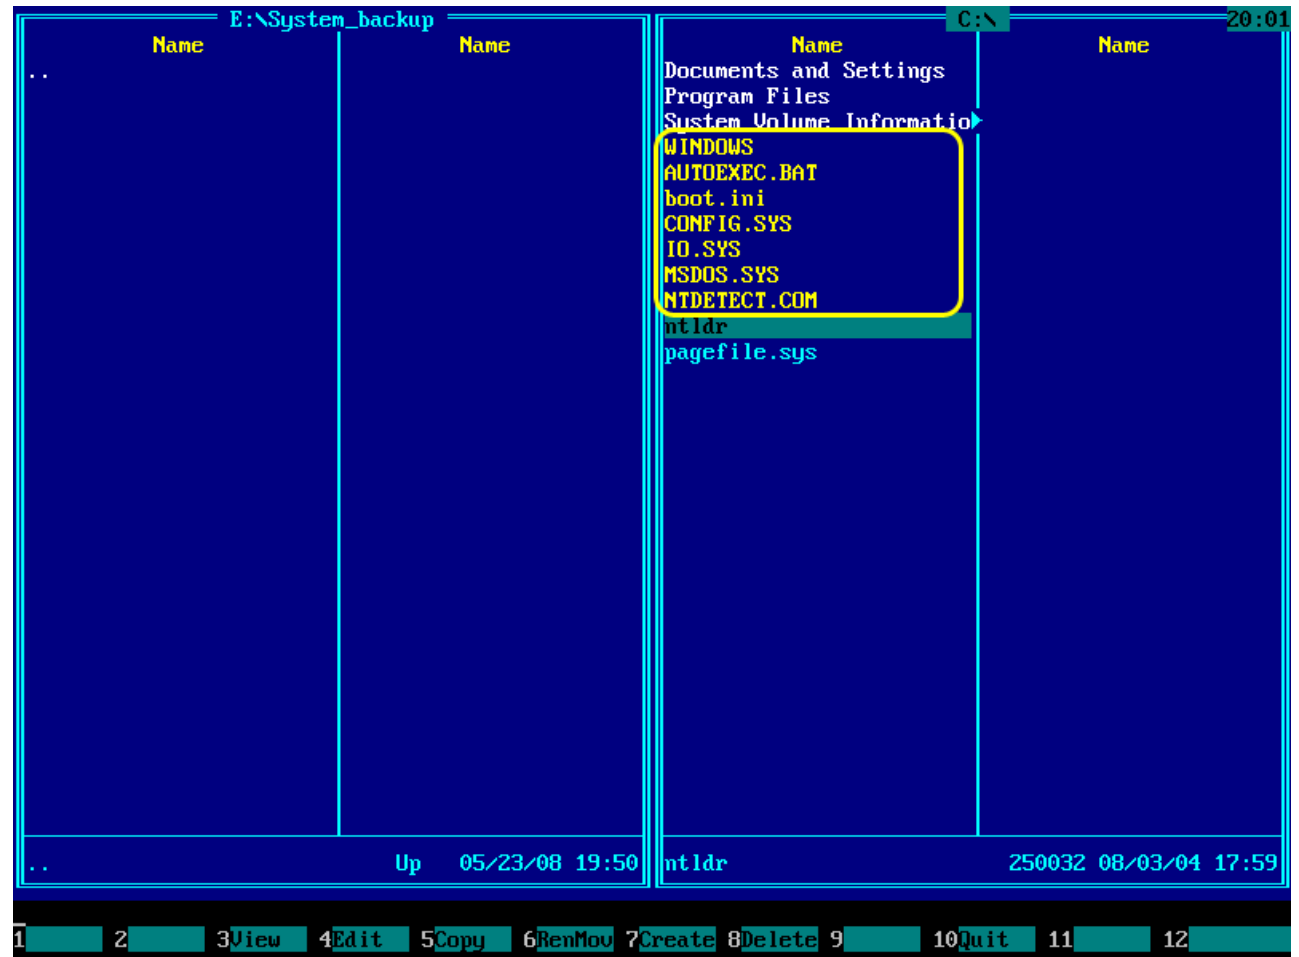 E:\System_backup
Name Name
..
Up 05/23/08 19:50
C:\ 20:01
Name Name
Documents and Settings
Program Files
System Volume Informatio
WINDOWS
AUTOEXEC.BAT
boot.ini
CONFIG.SYS
IO.SYS
MSDOS.SYS
NTDETECT.COM
ntldr
pagefile.sys
ntldr 250032 08/03/04 17:59
1 2 3View 4Edit 5Copy 6RenMov 7Create 8Delete 9 10Quit 11 12